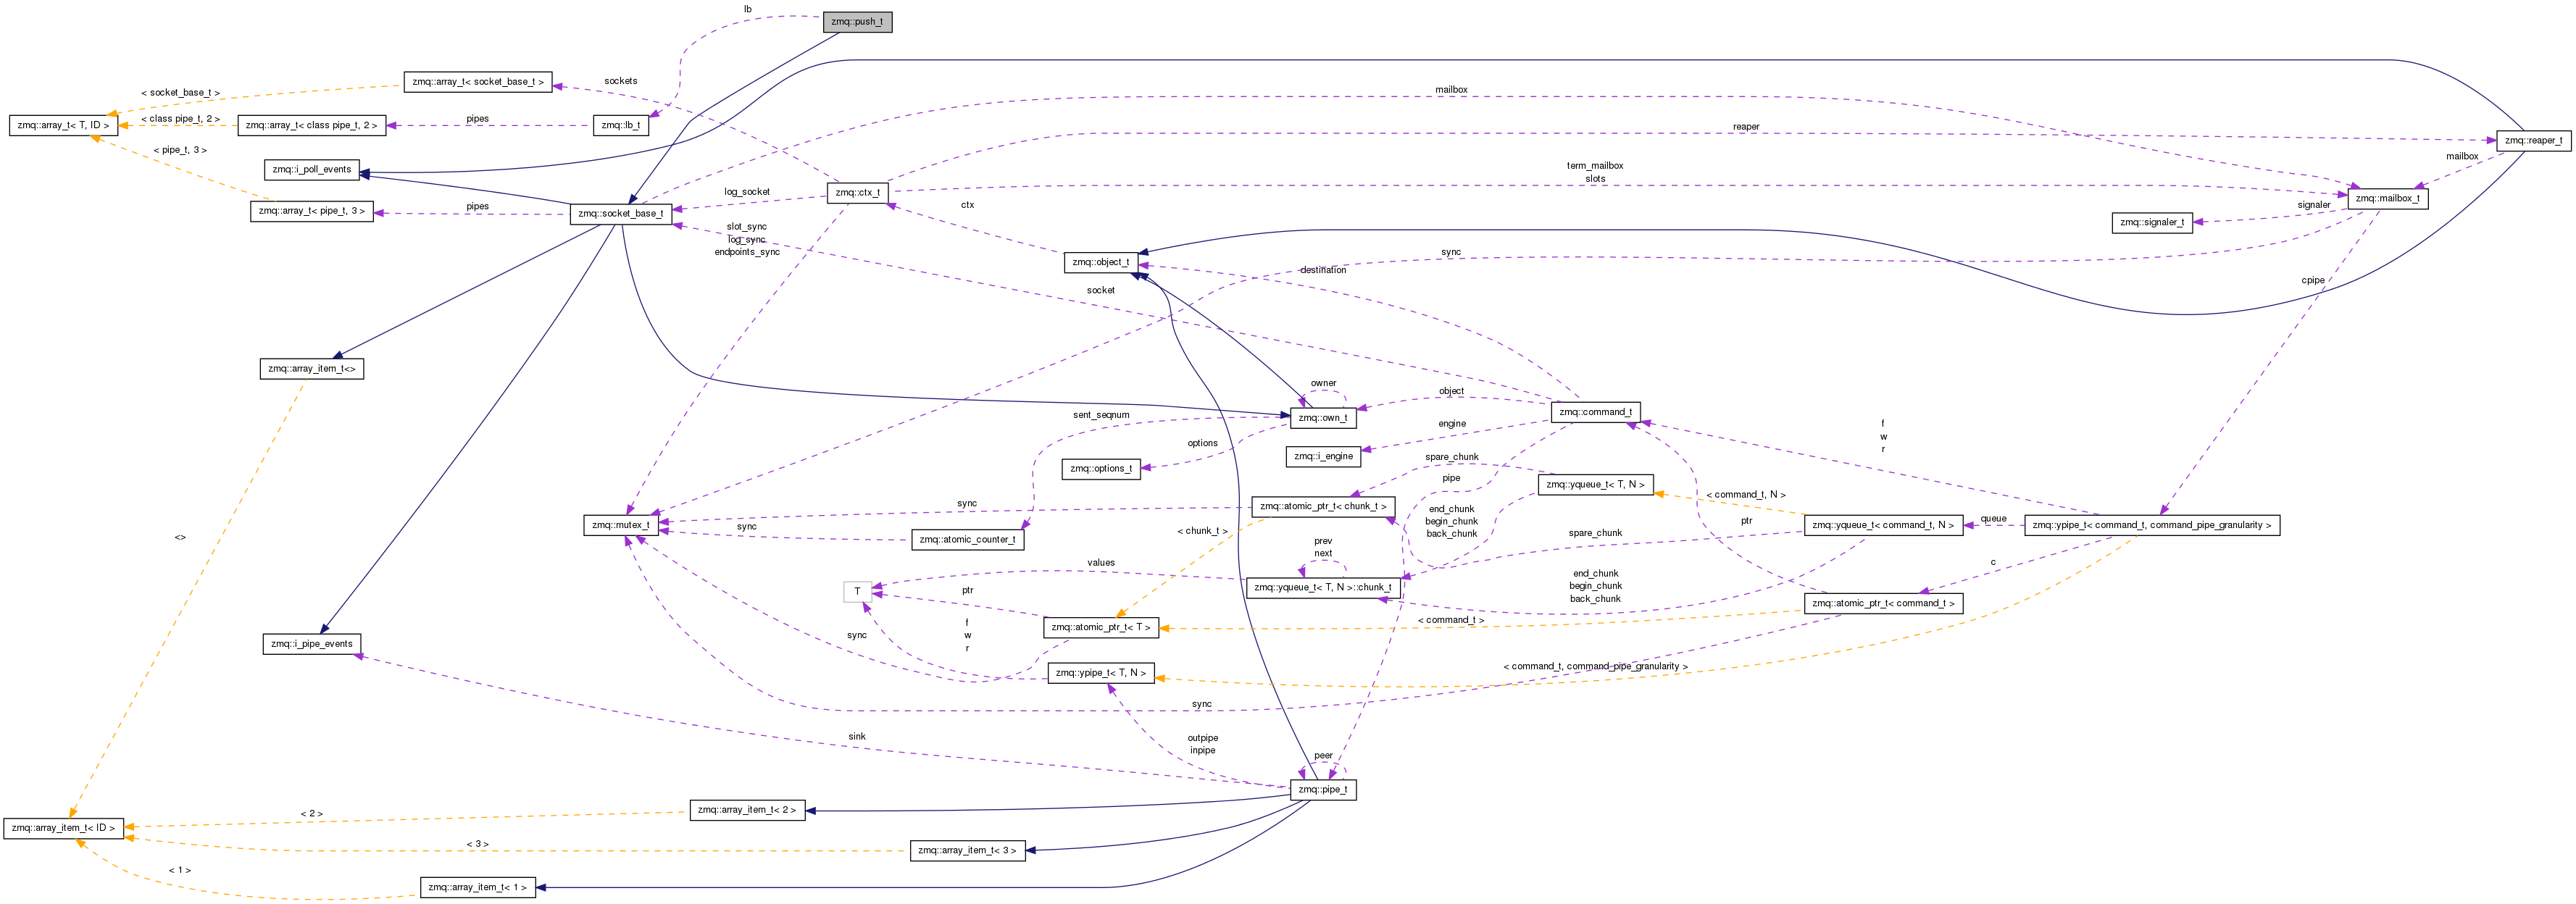 lb
zmq::push_t
sockets
zmq::array_t< socket_base_t >
< socket_base_t >
mailbox
zmq::array_t< T, ID >
< class pipe_t, 2 >
zmq::array_t< class pipe_t, 2 >
pipes
zmq::lb_t
reaper
zmq::reaper_t
< pipe_t, 3 >
mailbox
zmq::i_poll_events
term_mailbox
slots
zmq::ctx_t
log_socket
zmq::mailbox_t
zmq::array_t< pipe_t, 3 >
pipes
zmq::socket_base_t
ctx
signaler
zmq::signaler_t
slot_sync
log_sync
endpoints_sync
zmq::object_t
sync
destination
cpipe
socket
zmq::array_item_t<>
owner
object
sent_seqnum
zmq::own_t
zmq::command_t
engine
f
w
r
options
zmq::options_t
zmq::i_engine
spare_chunk
pipe
zmq::yqueue_t< T, N >
< command_t, N >
sync
zmq::atomic_ptr_t< chunk_t >
end_chunk
begin_chunk
back_chunk
ptr
zmq::mutex_t
sync
zmq::atomic_counter_t
< chunk_t >
spare_chunk
zmq::yqueue_t< command_t, N >
queue
zmq::ypipe_t< command_t, command_pipe_granularity >
<>
prev
next
values
c
end_chunk
begin_chunk
back_chunk
T
ptr
zmq::yqueue_t< T, N >::chunk_t
zmq::atomic_ptr_t< command_t >
f
w
r
sync
zmq::atomic_ptr_t< T >
< command_t >
zmq::i_pipe_events
zmq::ypipe_t< T, N >
< command_t, command_pipe_granularity >
sync
sink
outpipe
inpipe
peer
zmq::pipe_t
zmq::array_item_t< 2 >
< 2 >
zmq::array_item_t< ID >
< 3 >
zmq::array_item_t< 3 >
< 1 >
zmq::array_item_t< 1 >